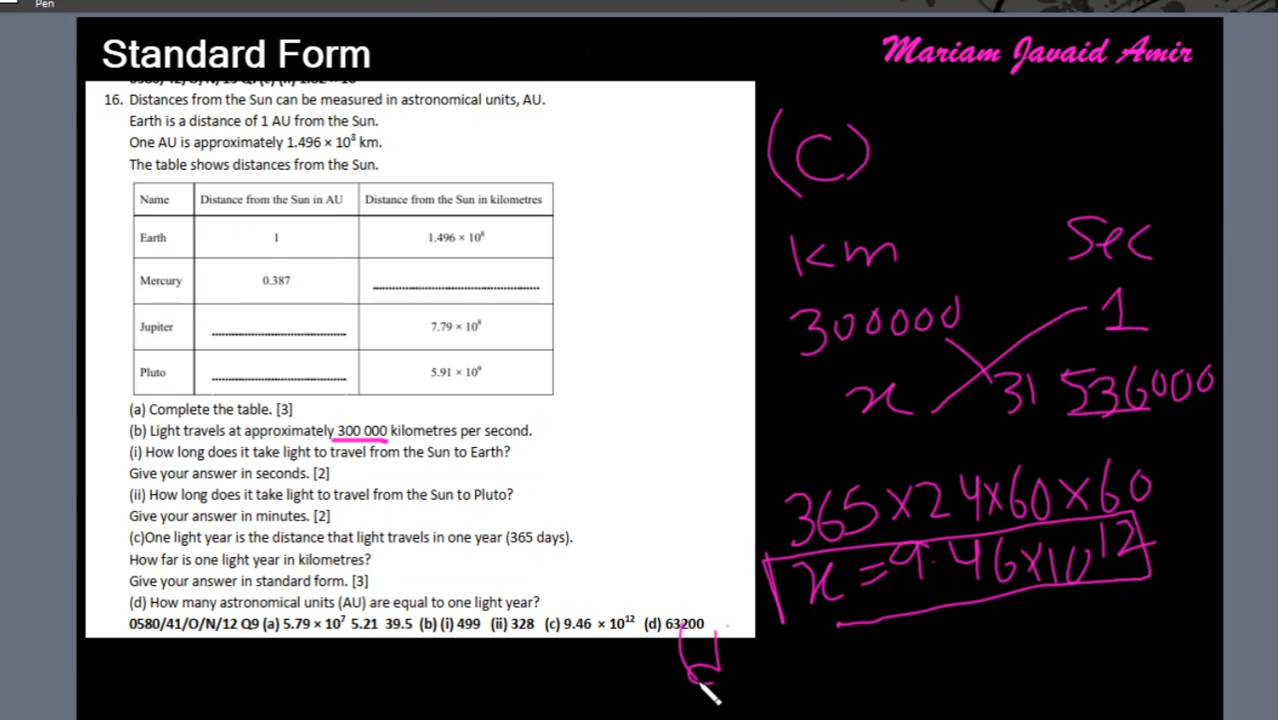 Pen
Standard Form
Mariam Javaid Amir
16. Distances from the Sun can be measured in astronomical units, AU.
Earth is a distance of 1 AU from the Sun.
One AU is approximately 1.496 × 10⁸ km.
The table shows distances from the Sun.
Name Distance from the Sun in AU Distance from the Sun in kilometres
Earth 1 1.496 × 10⁸
Mercury 0.387
Jupiter 7.79 × 10⁸
Pluto 5.91 × 10⁹
(a) Complete the table. [3]
(b) Light travels at approximately 300 000 kilometres per second.
(i) How long does it take light to travel from the Sun to Earth?
Give your answer in seconds. [2]
(ii) How long does it take light to travel from the Sun to Pluto?
Give your answer in minutes. [2]
(c)One light year is the distance that light travels in one year (365 days).
How far is one light year in kilometres?
Give your answer in standard form. [3]
(d) How many astronomical units (AU) are equal to one light year?
0580/41/O/N/12 Q9 (a) 5.79 × 10⁷ 5.21 39.5 (b) (i) 499 (ii) 328 (c) 9.46 × 10¹² (d) 63200
(C)
km Sec
300000 1
x 31 536000
365×24×60×60
x = 9.46×10¹²